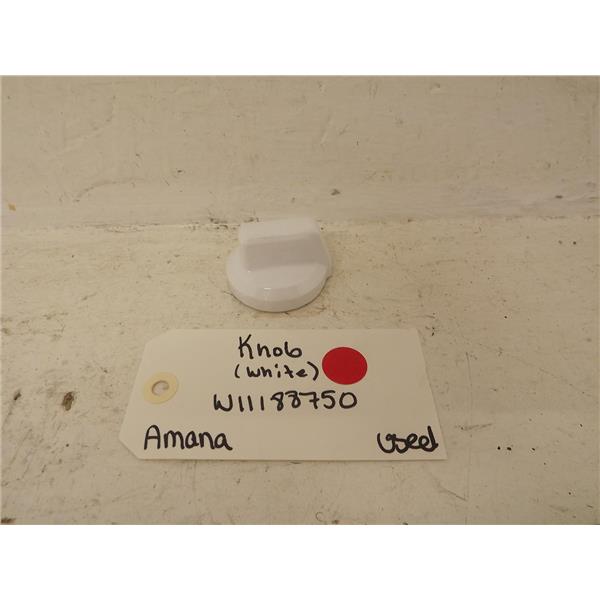 Knob
(White)
W11188750
Amana used